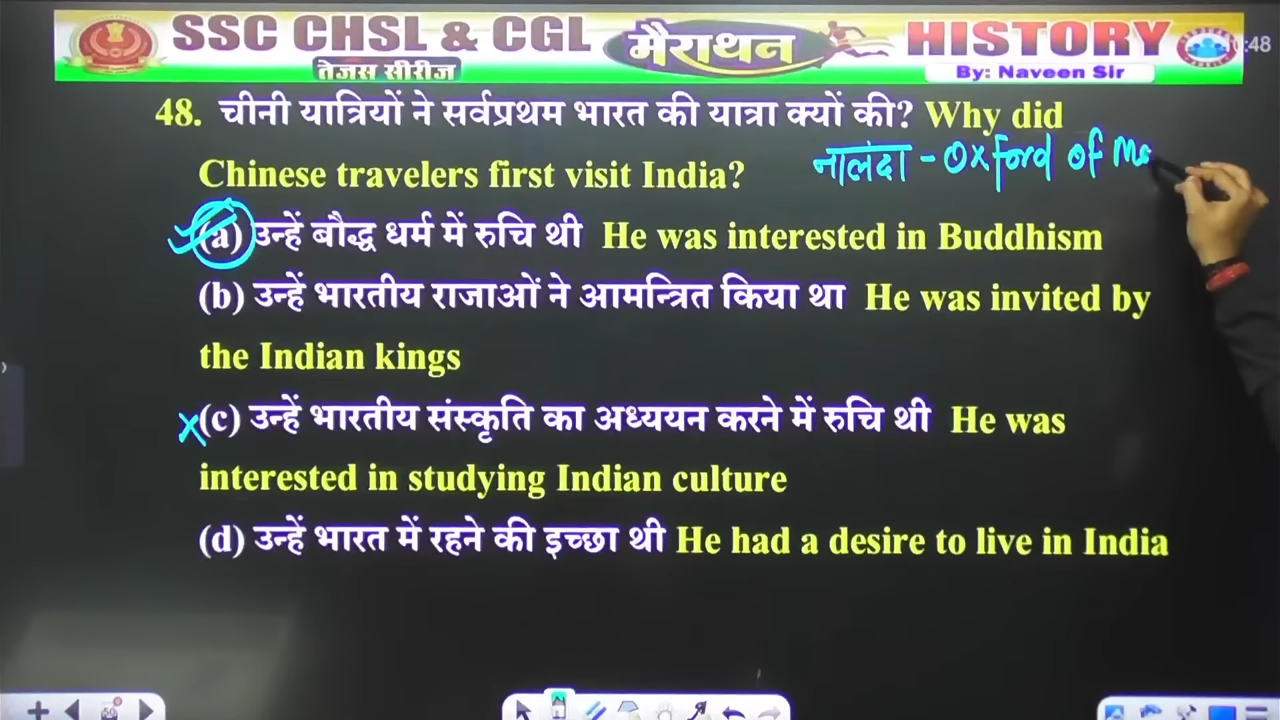 SSC CHSL & CGL मैराथन HISTORY
तेजस सीरीज By: Naveen Sir
48. चीनी यात्रियों ने सर्वप्रथम भारत की यात्रा क्यों की? Why did
Chinese travelers first visit India? नालंदा - Oxford of
(a) उन्हें बौद्ध धर्म में रुचि थी He was interested in Buddhism
(b) उन्हें भारतीय राजाओं ने आमन्त्रित किया था He was invited by
the Indian kings
(c) उन्हें भारतीय संस्कृति का अध्ययन करने में रुचि थी He was
interested in studying Indian culture
(d) उन्हें भारत में रहने की इच्छा थी He had a desire to live in India